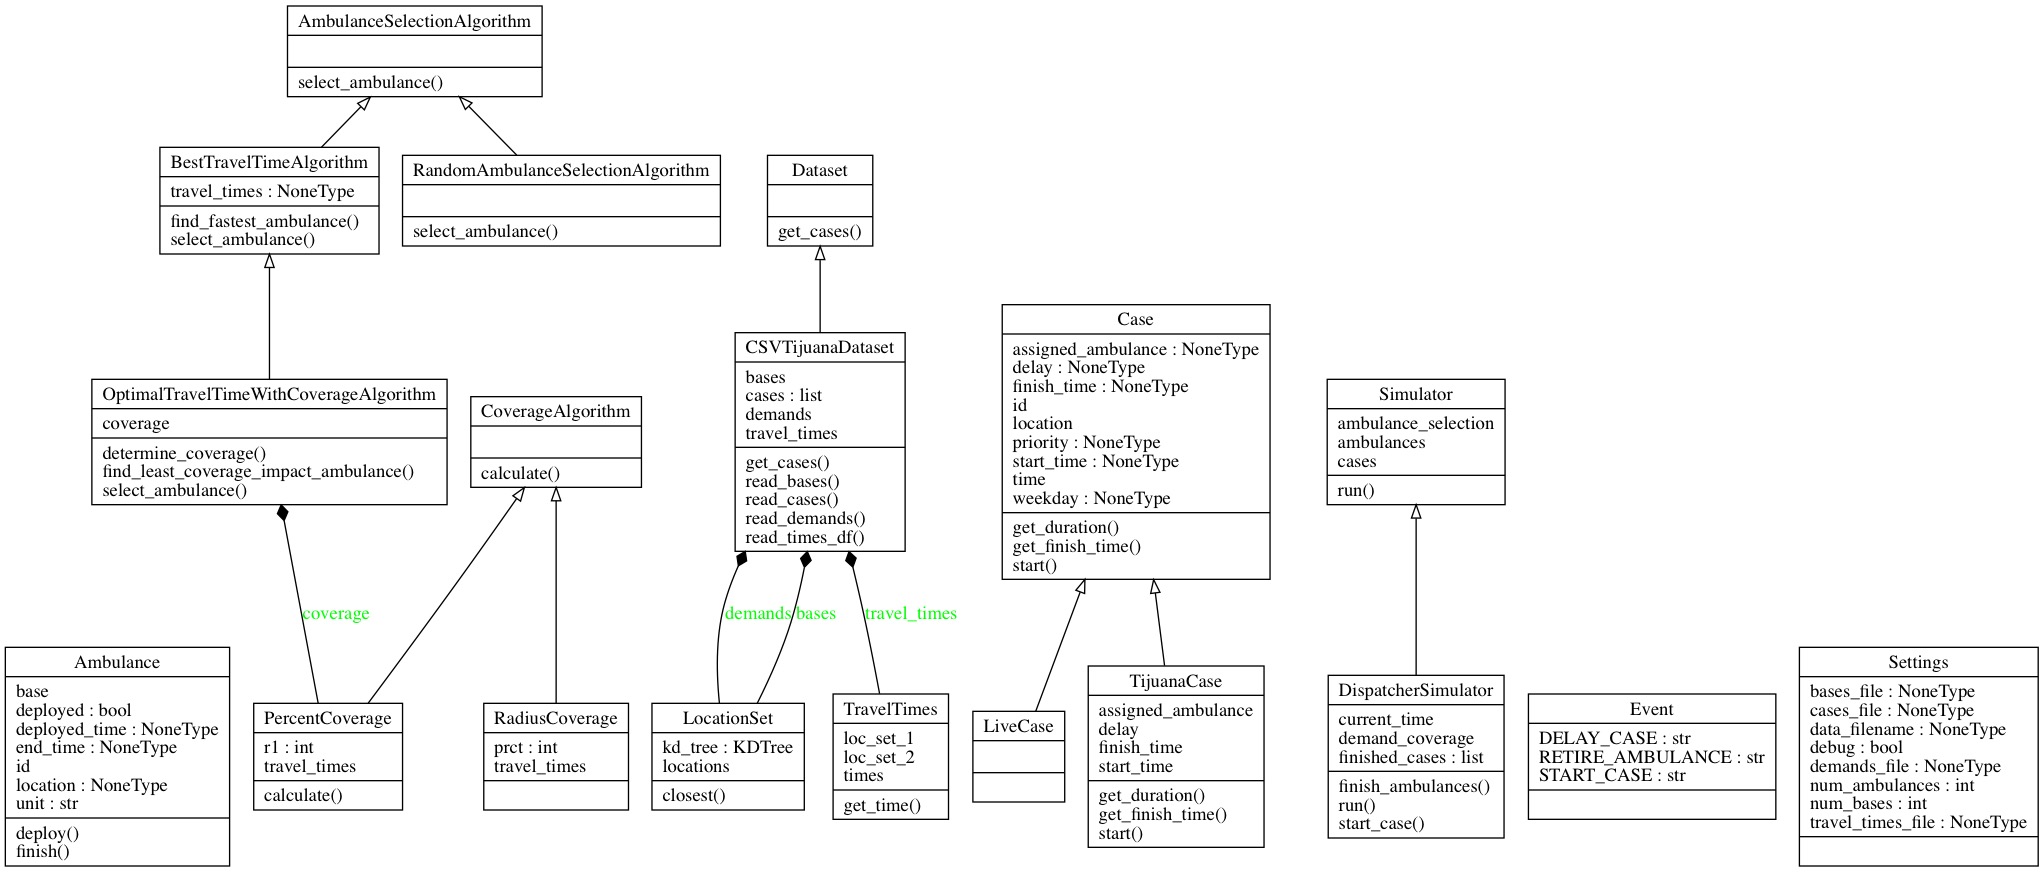 AmbulanceSelectionAlgorithm
select_ambulance()
BestTravelTimeAlgorithm
travel_times : NoneType
find_fastest_ambulance()
select_ambulance()
RandomAmbulanceSelectionAlgorithm
select_ambulance()
Dataset
get_cases()
OptimalTravelTimeWithCoverageAlgorithm
coverage
determine_coverage()
find_least_coverage_impact_ambulance()
select_ambulance()
CoverageAlgorithm
calculate()
CSVTijuanaDataset
bases
cases : list
demands
travel_times
get_cases()
read_bases()
read_cases()
read_demands()
read_times_df()
Case
assigned_ambulance : NoneType
delay : NoneType
finish_time : NoneType
id
location
priority : NoneType
start_time : NoneType
time
weekday : NoneType
get_duration()
get_finish_time()
start()
Simulator
ambulance_selection
ambulances
cases
run()
coverage
demands
bases
travel_times
Ambulance
base
deployed : bool
deployed_time : NoneType
end_time : NoneType
id
location : NoneType
unit : str
deploy()
finish()
PercentCoverage
r1 : int
travel_times
calculate()
RadiusCoverage
prct : int
travel_times
LocationSet
kd_tree : KDTree
locations
closest()
TravelTimes
loc_set_1
loc_set_2
times
get_time()
LiveCase
TijuanaCase
assigned_ambulance
delay
finish_time
start_time
get_duration()
get_finish_time()
start()
DispatcherSimulator
current_time
demand_coverage
finished_cases : list
finish_ambulances()
run()
start_case()
Event
DELAY_CASE : str
RETIRE_AMBULANCE : str
START_CASE : str
Settings
bases_file : NoneType
cases_file : NoneType
data_filename : NoneType
debug : bool
demands_file : NoneType
num_ambulances : int
num_bases : int
travel_times_file : NoneType